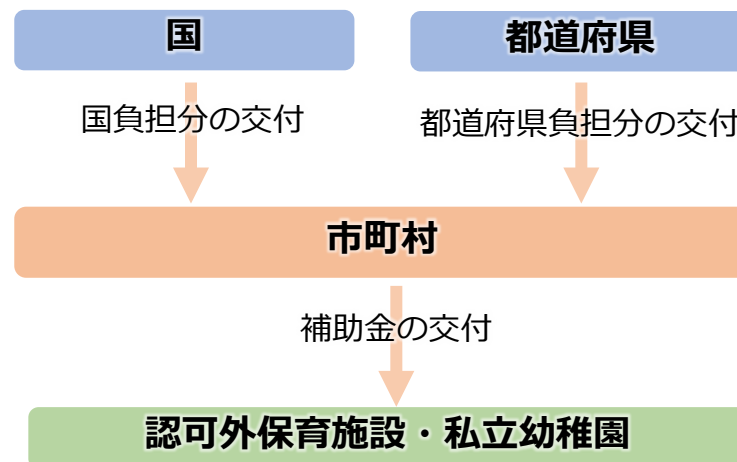 国
都道府県
国負担分の交付
都道府県負担分の交付
市町村
補助金の交付
認可外保育施設・私立幼稚園